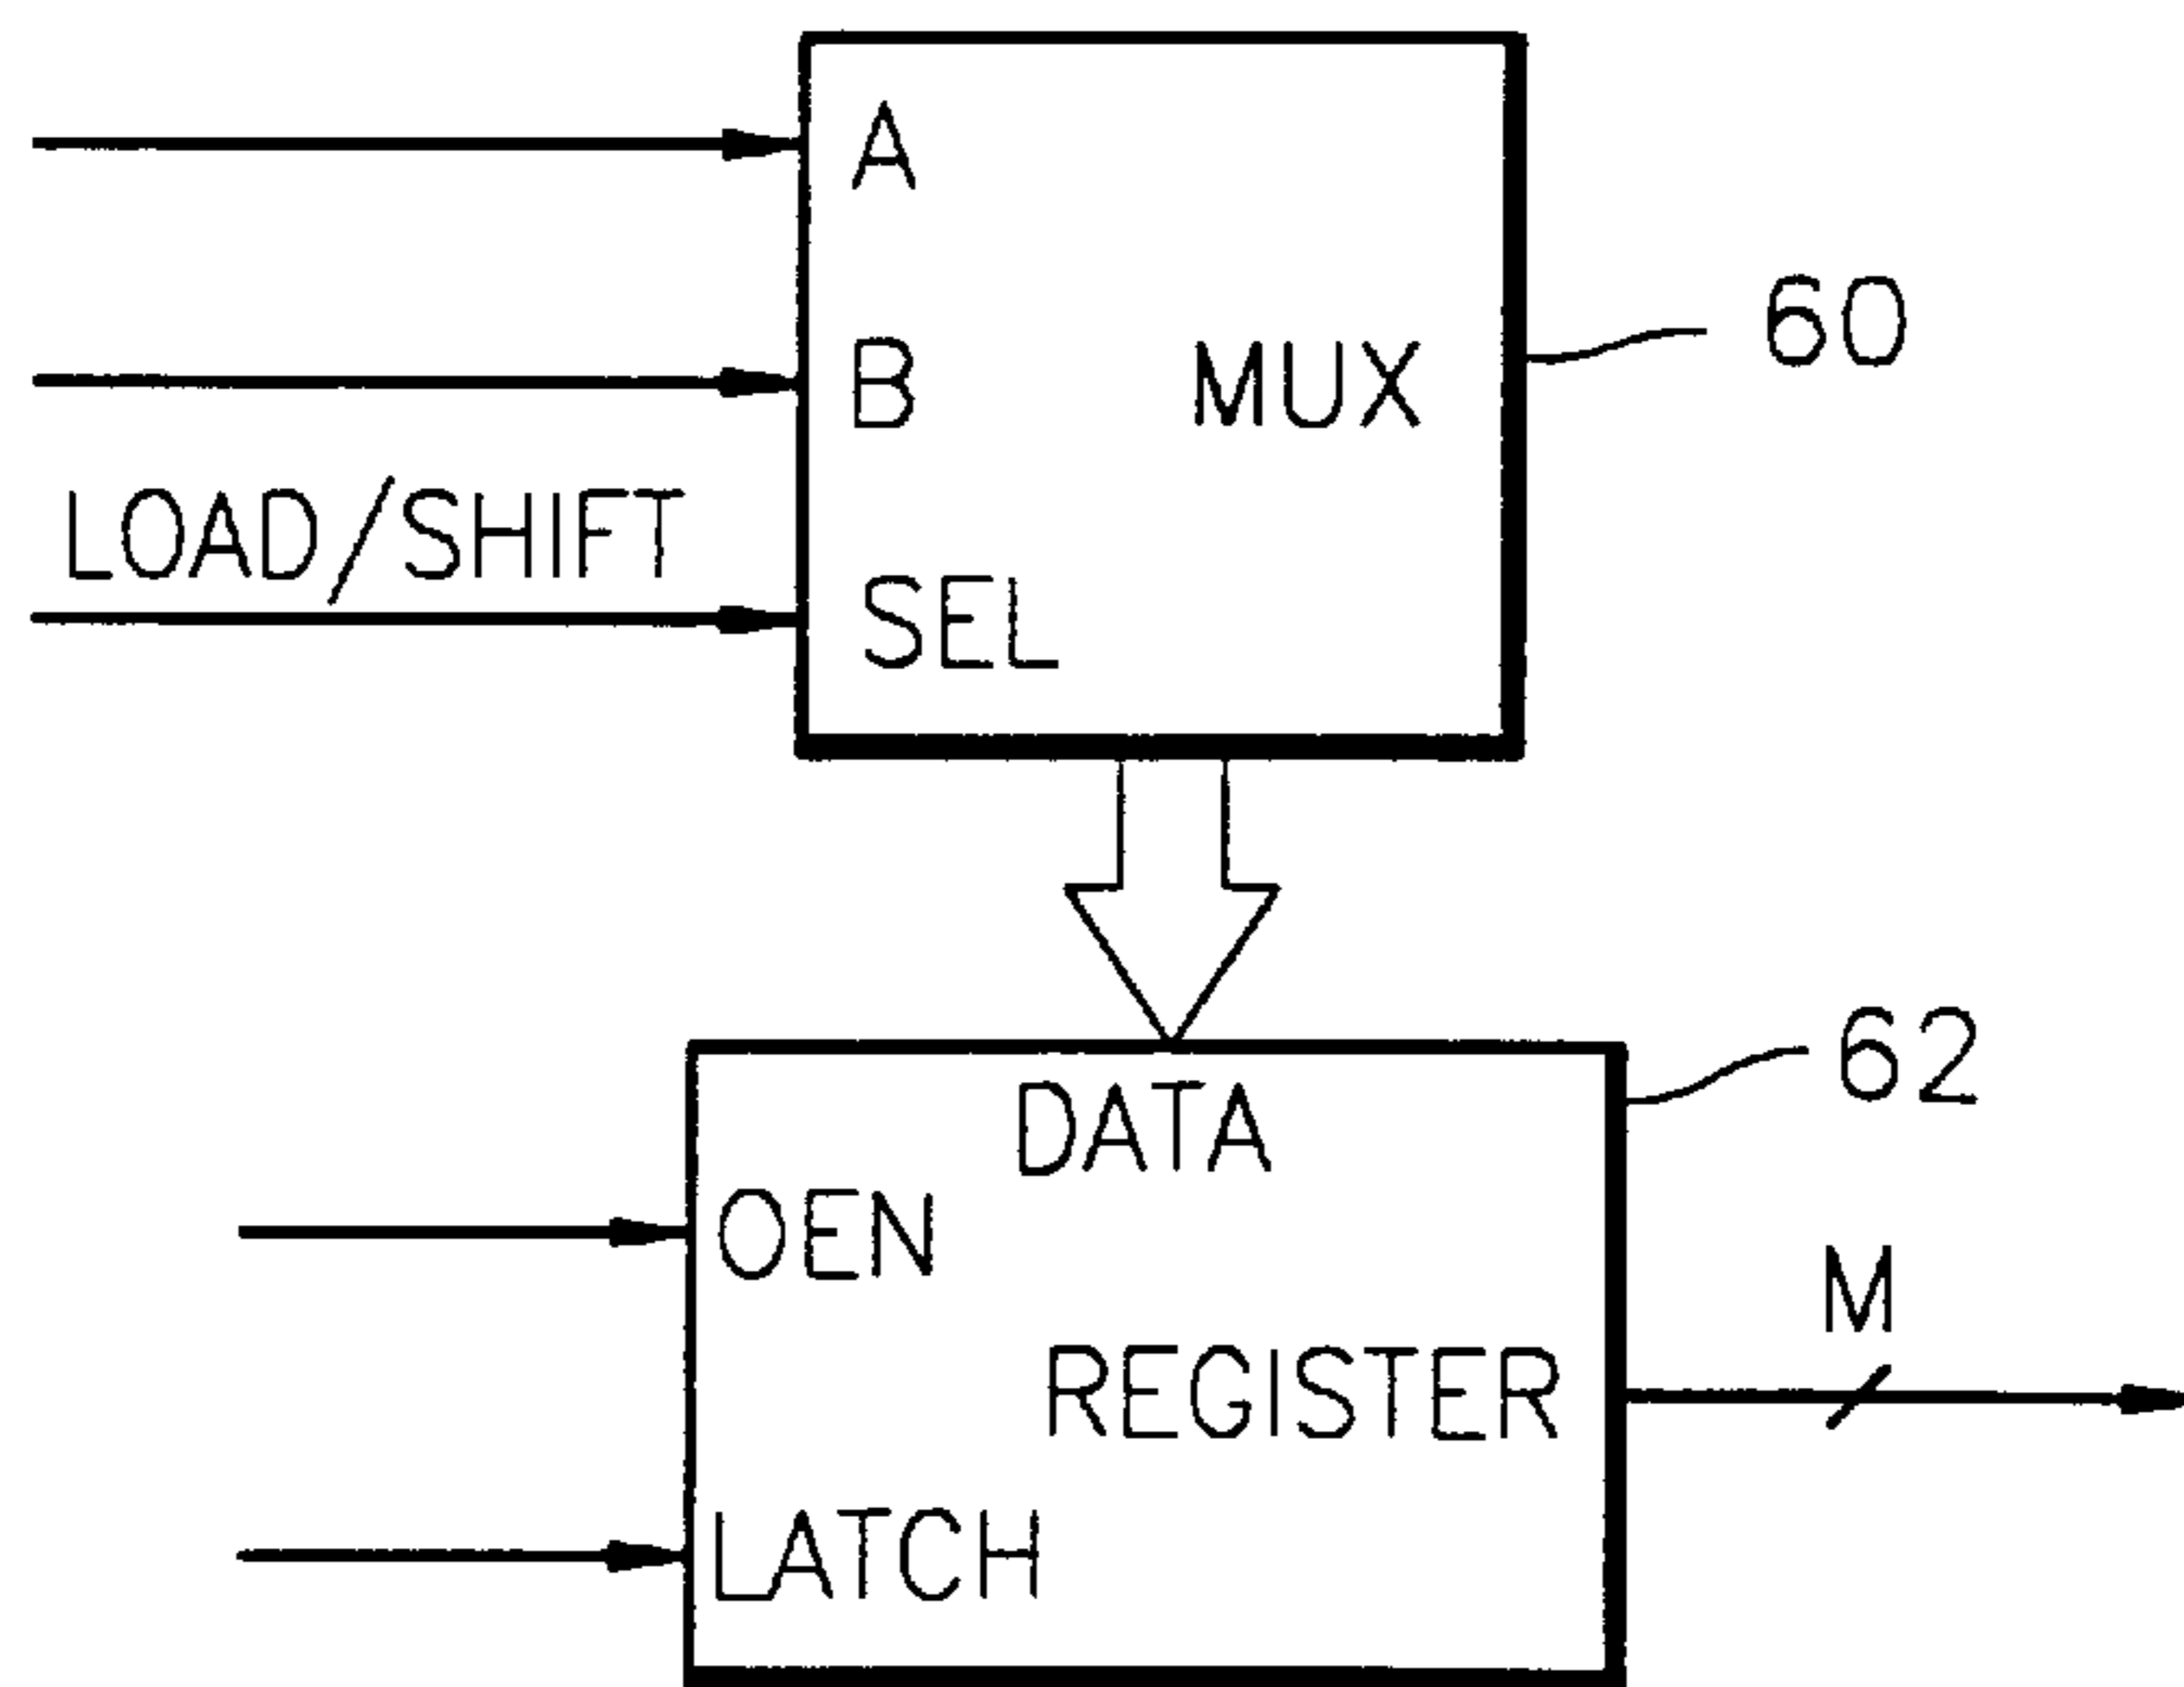 A
60
B
MUX
LOAD/SHIFT
SEL
62
DATA
OEN
M
REGISTER
LATCH